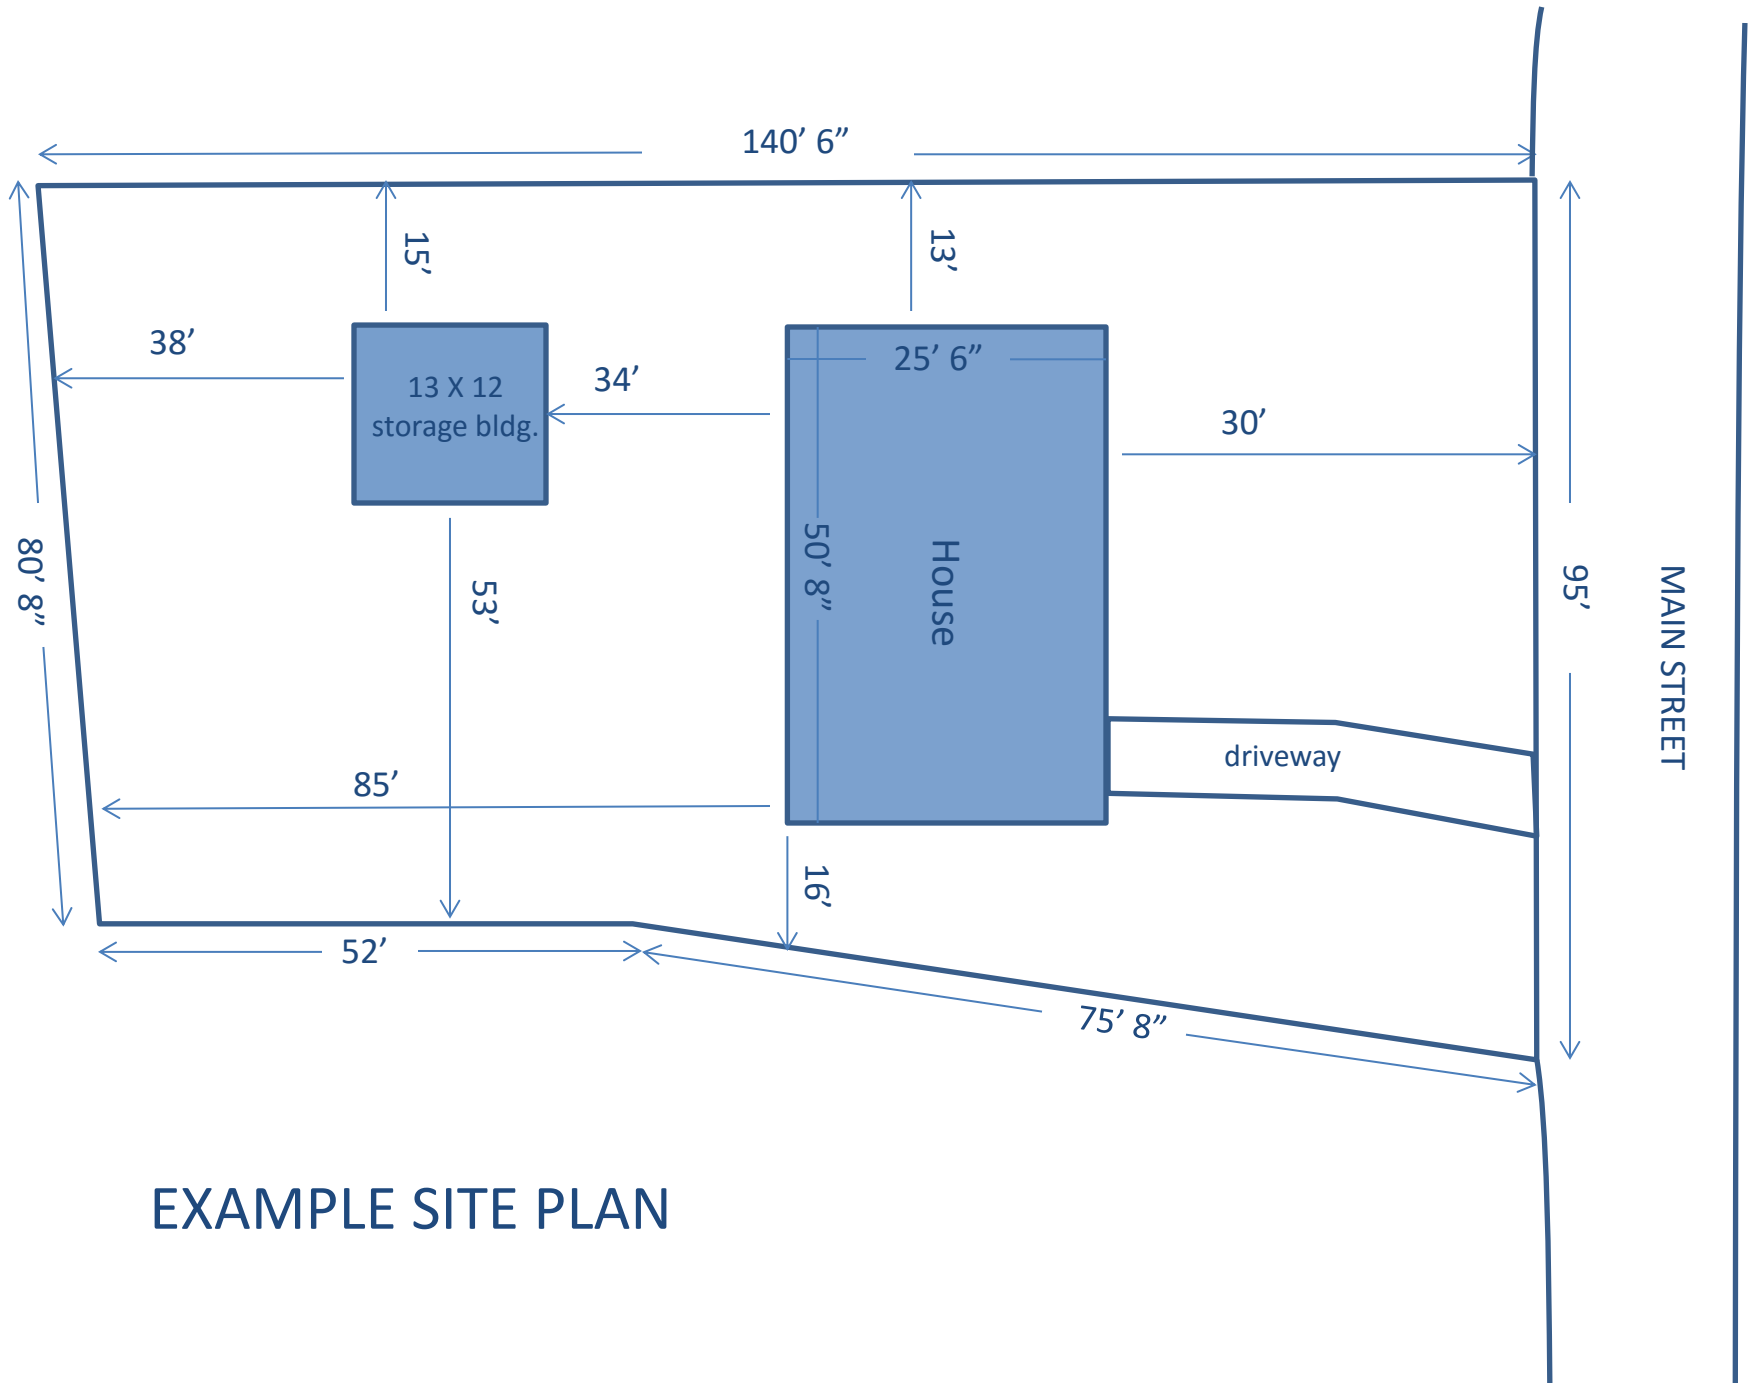 140’ 6”
15’
13’
38’
34’
25’ 6”
13 X 12
storage bldg.
30’
80’ 8”
53’
50’ 8”
House
95’
MAIN STREET
driveway
85’
16’
52’
75’ 8”
EXAMPLE SITE PLAN